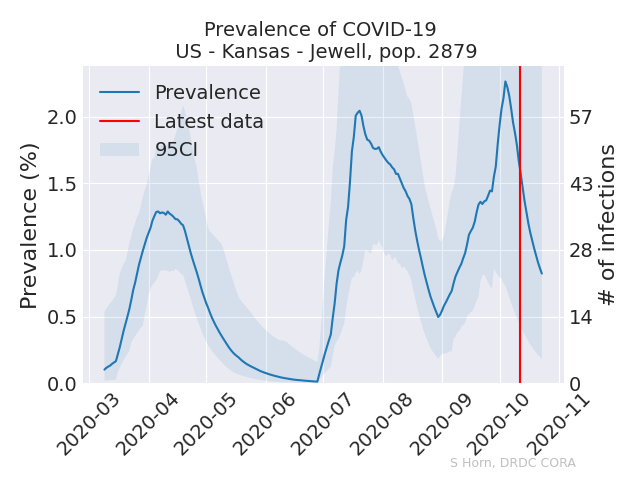 Prevalence of COVID-19
US - Kansas - Jewell, pop. 2879
Prevalence
Latest data
95CI
Prevalence (%)
2.0
1.5
1.0
0.5
0.0
57
43
28
14
0
# of infections
2020-03
2020-04
2020-05
2020-06
2020-07
2020-08
2020-09
2020-10
2020-11
S Horn, DRDC CORA